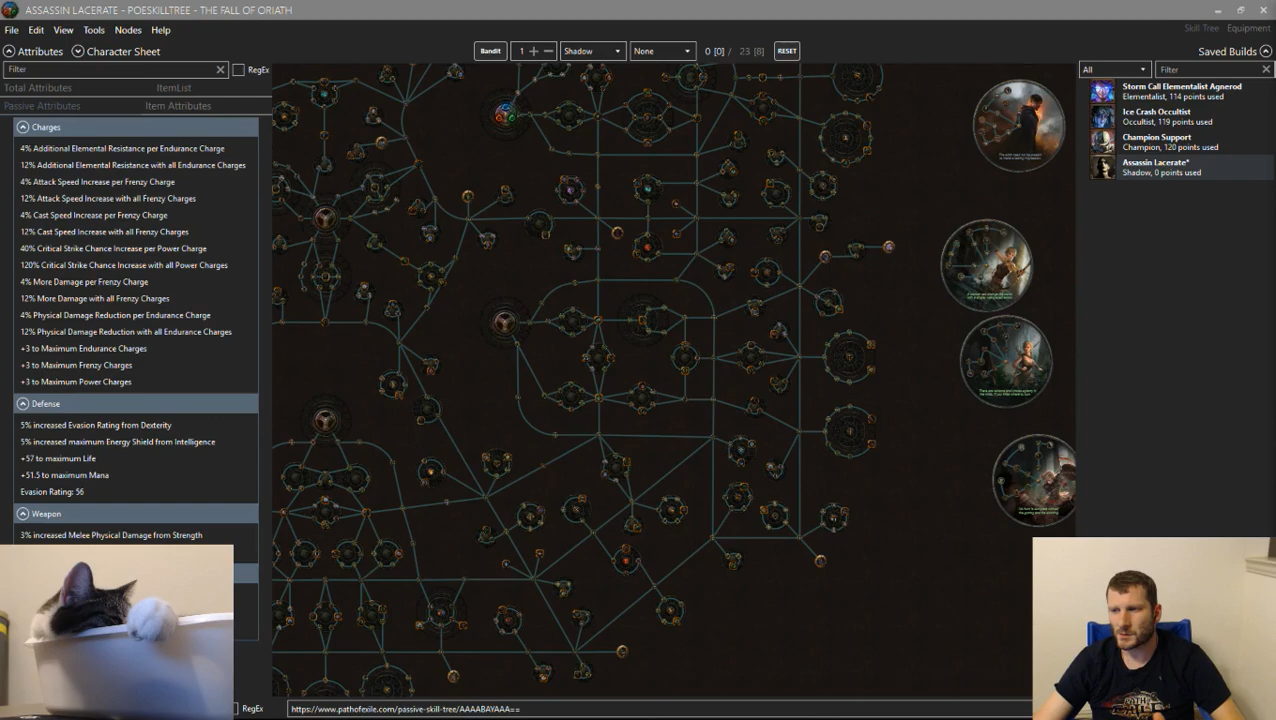 ASSASSIN LACERATE - POESKILLTREE - THE FALL OF ORIATH
File Edit View Tools Nodes Help
Skill Tree Equipment
Attributes Character Sheet
Bandit 1 Shadow None 0 [0] / 23 [8] RESET
Saved Builds
Filter RegEx
All Filter
Total Attributes ItemList
Passive Attributes Item Attributes
Storm Call Elementalist Agnerod
Elementalist, 114 points used
Ice Crash Occultist
Occultist, 119 points used
Champion Support
Champion, 120 points used
Assassin Lacerate*
Shadow, 0 points used
Charges
4% Additional Elemental Resistance per Endurance Charge
12% Additional Elemental Resistance with all Endurance Charges
4% Attack Speed Increase per Frenzy Charge
12% Attack Speed Increase with all Frenzy Charges
4% Cast Speed Increase per Frenzy Charge
12% Cast Speed Increase with all Frenzy Charges
40% Critical Strike Chance Increase per Power Charge
120% Critical Strike Chance Increase with all Power Charges
4% More Damage per Frenzy Charge
12% More Damage with all Frenzy Charges
4% Physical Damage Reduction per Endurance Charge
12% Physical Damage Reduction with all Endurance Charges
+3 to Maximum Endurance Charges
+3 to Maximum Frenzy Charges
+3 to Maximum Power Charges
Defense
5% increased Evasion Rating from Dexterity
5% increased maximum Energy Shield from Intelligence
+57 to maximum Life
+51.5 to maximum Mana
Evasion Rating: 56
Weapon
3% increased Melee Physical Damage from Strength
RegEx
https://www.pathofexile.com/passive-skill-tree/AAAABAYAAA==